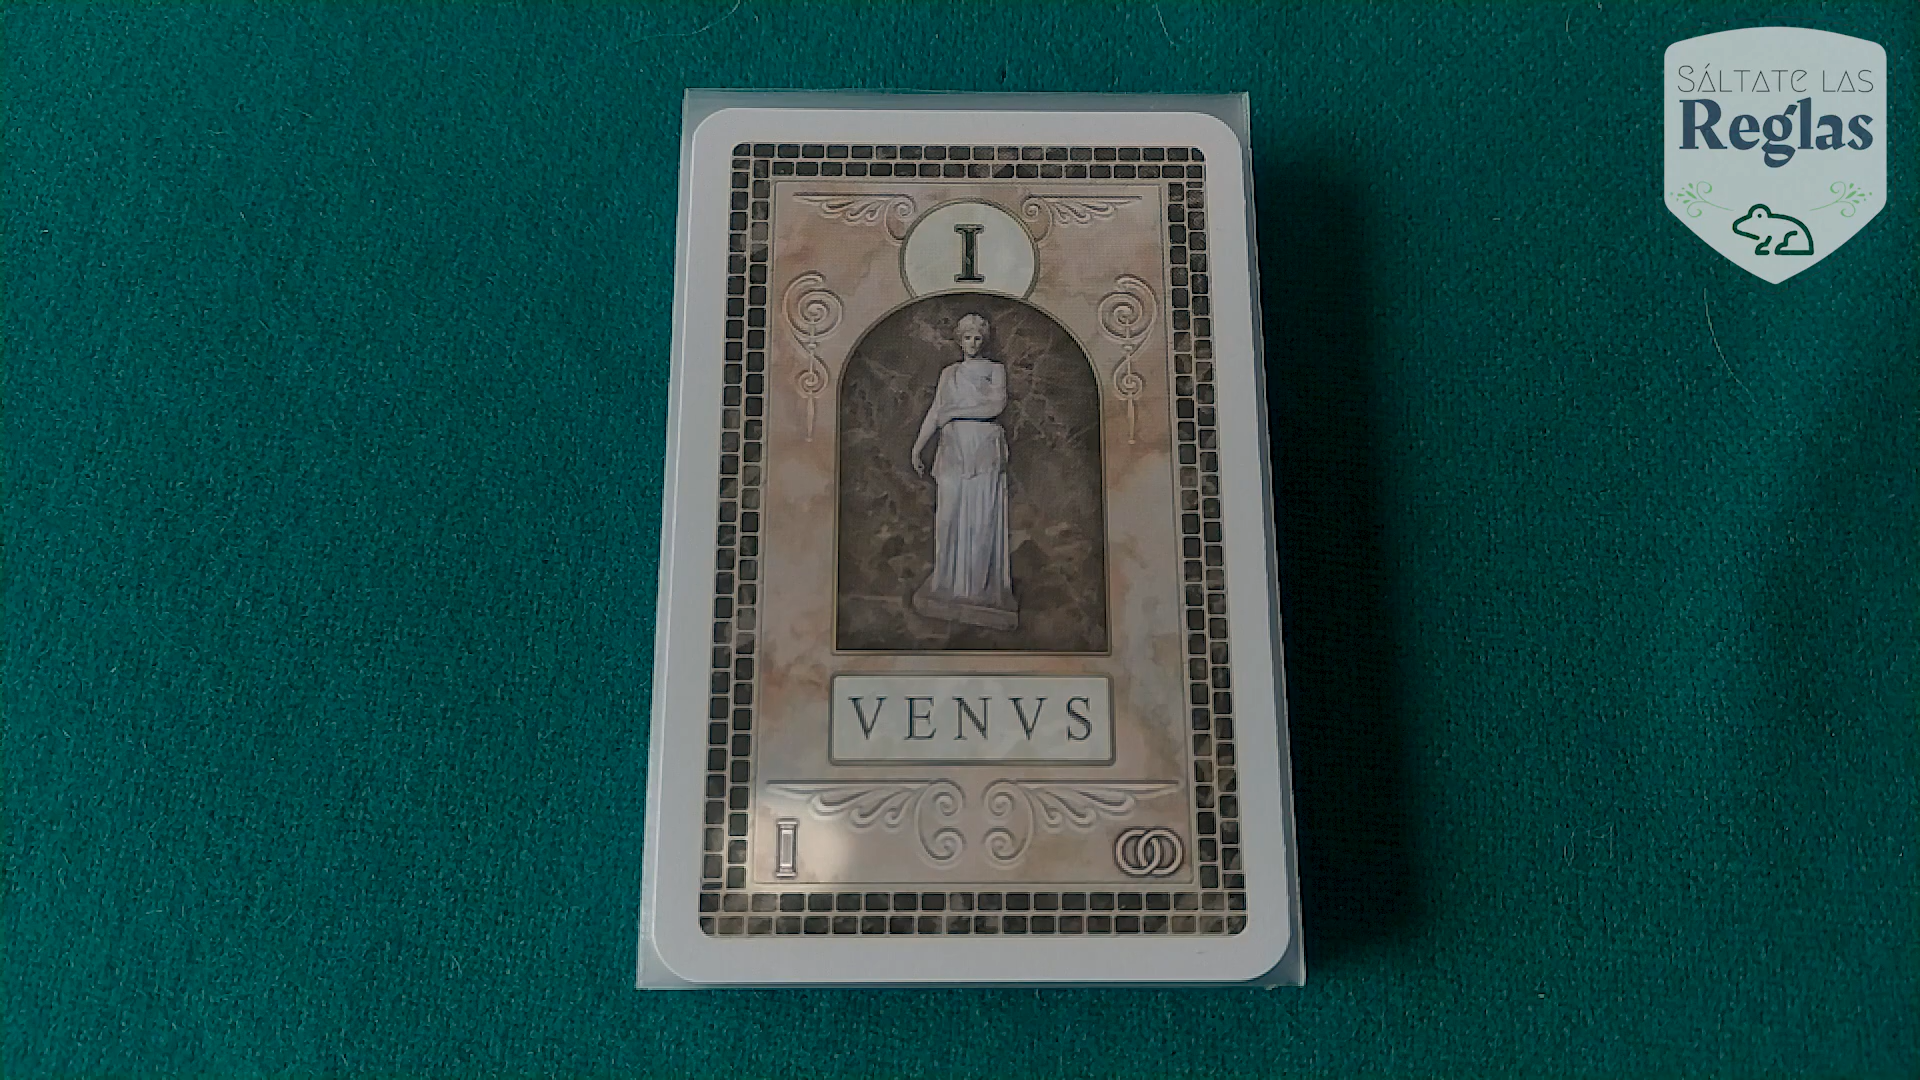 SÁLTATE LAS
Reglas
I
VENVS
I